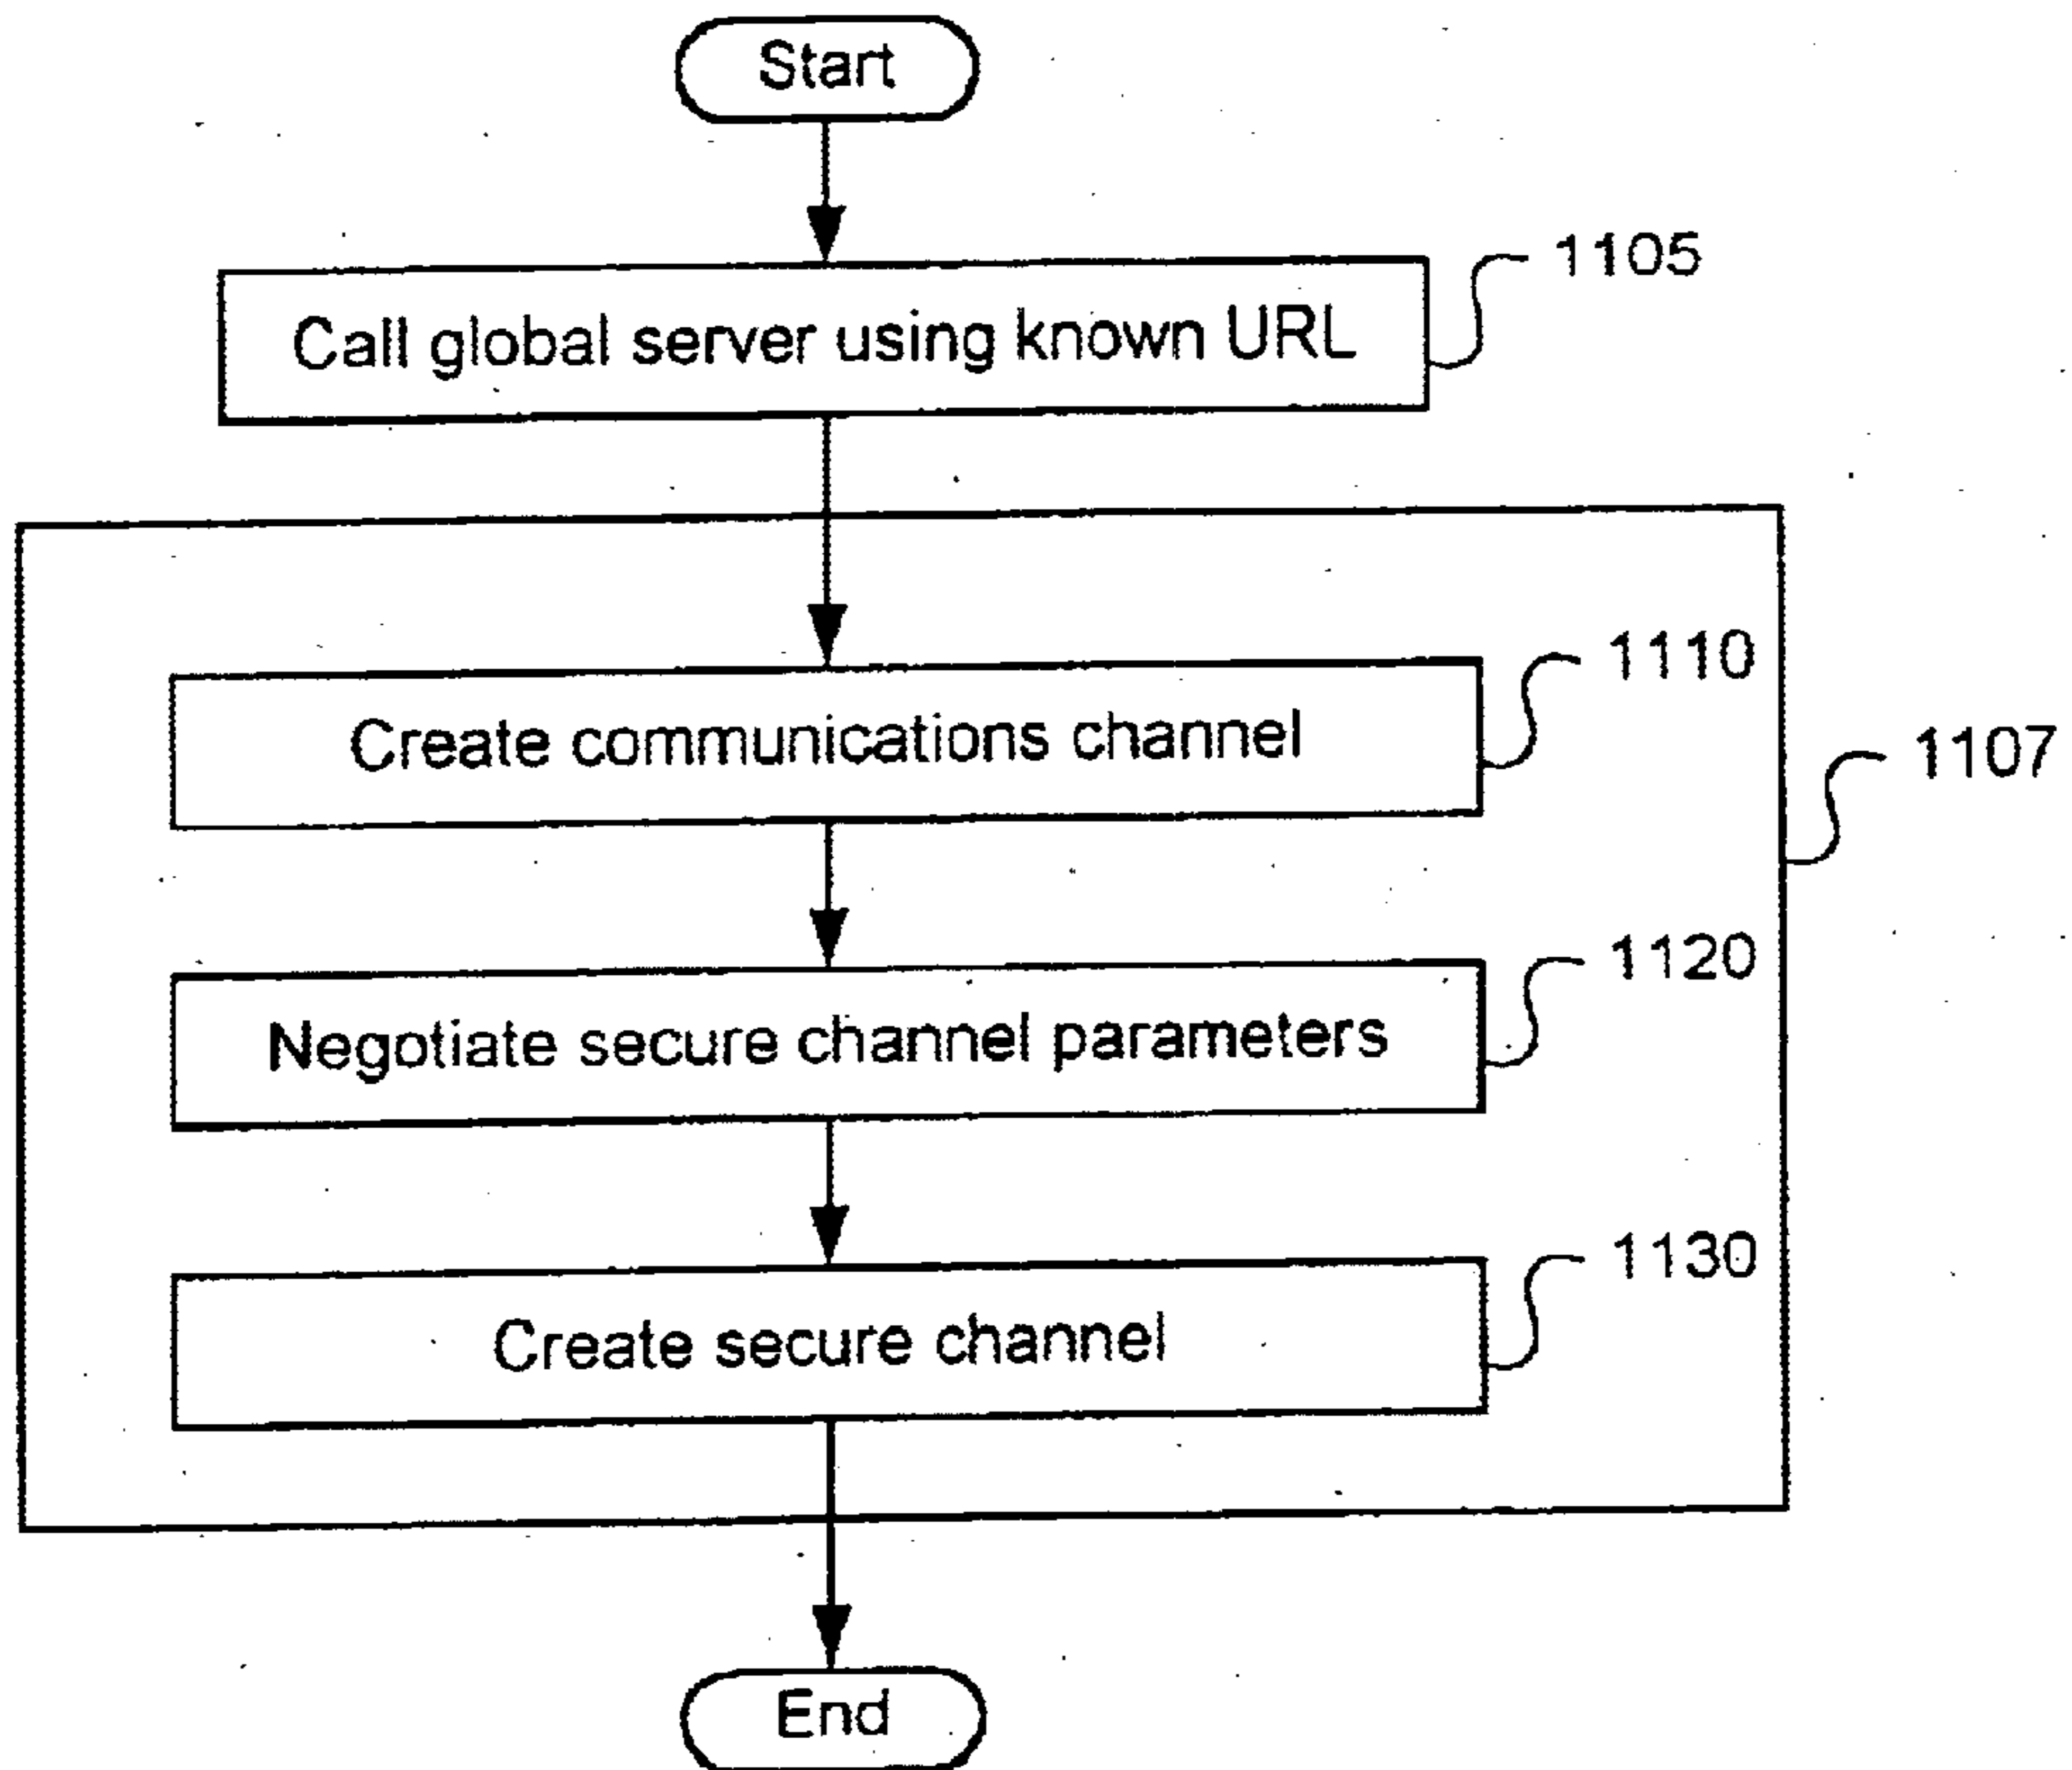 Start
Call global server using known URL
1105
Create communications channel
1110
1107
Negotiate secure channel parameters
1120
Create secure channel
1130
End